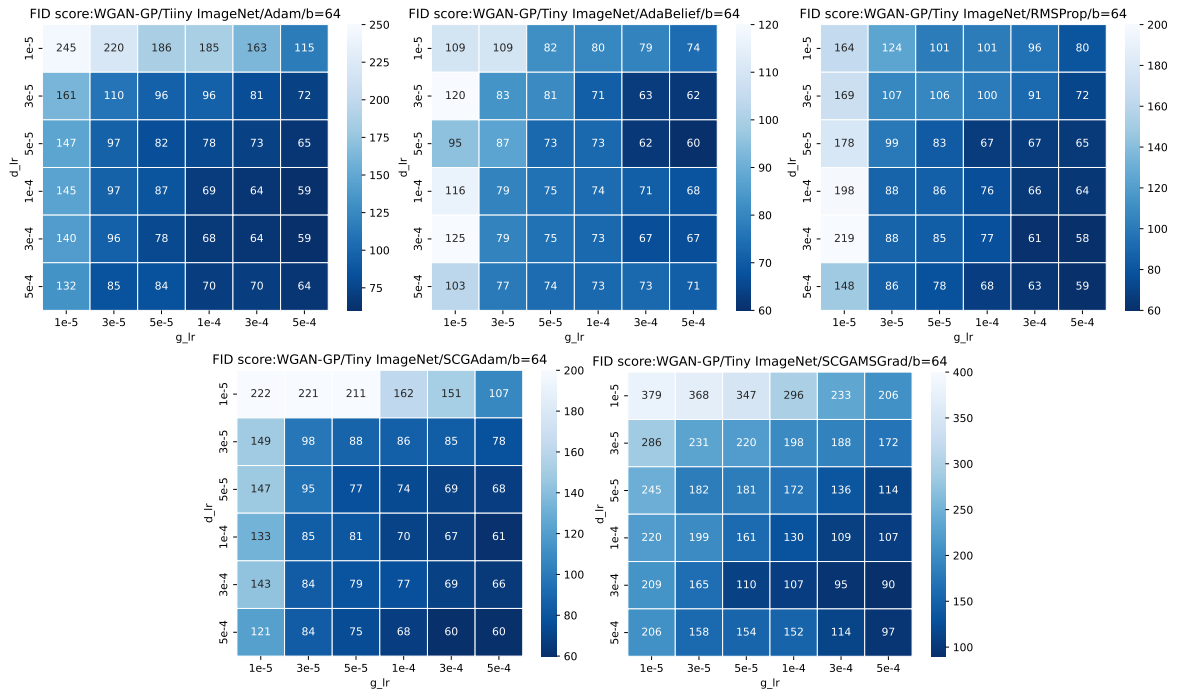 FID score:WGAN-GP/Tiiny ImageNet/Adam/b=64
1e-5 245 220 186 185 163 115
3e-5 161 110 96 96 81 72
5e-5 147 97 82 78 73 65
1e-4 145 97 87 69 64 59
3e-4 140 96 78 68 64 59
5e-4 132 85 84 70 70 64
1e-5 3e-5 5e-5 1e-4 3e-4 5e-4
g_lr
d_lr
250
225
200
175
150
125
100
75
FID score:WGAN-GP/Tiny ImageNet/AdaBelief/b=64
1e-5 109 109 82 80 79 74
3e-5 120 83 81 71 63 62
5e-5 95 87 73 73 62 60
1e-4 116 79 75 74 71 68
3e-4 125 79 75 73 67 67
5e-4 103 77 74 73 73 71
1e-5 3e-5 5e-5 1e-4 3e-4 5e-4
g_lr
d_lr
120
110
100
90
80
70
60
FID score:WGAN-GP/Tiny ImageNet/RMSProp/b=64
1e-5 164 124 101 101 96 80
3e-5 169 107 106 100 91 72
5e-5 178 99 83 67 67 65
1e-4 198 88 86 76 66 64
3e-4 219 88 85 77 61 58
5e-4 148 86 78 68 63 59
1e-5 3e-5 5e-5 1e-4 3e-4 5e-4
g_lr
d_lr
200
180
160
140
120
100
80
60
FID score:WGAN-GP/Tiny ImageNet/SCGAdam/b=64
1e-5 222 221 211 162 151 107
3e-5 149 98 88 86 85 78
5e-5 147 95 77 74 69 68
1e-4 133 85 81 70 67 61
3e-4 143 84 79 77 69 66
5e-4 121 84 75 68 60 60
1e-5 3e-5 5e-5 1e-4 3e-4 5e-4
g_lr
d_lr
200
180
160
140
120
100
80
60
FID score:WGAN-GP/Tiny ImageNet/SCGAMSGrad/b=64
1e-5 379 368 347 296 233 206
3e-5 286 231 220 198 188 172
5e-5 245 182 181 172 136 114
1e-4 220 199 161 130 109 107
3e-4 209 165 110 107 95 90
5e-4 206 158 154 152 114 97
1e-5 3e-5 5e-5 1e-4 3e-4 5e-4
g_lr
d_lr
400
350
300
250
200
150
100